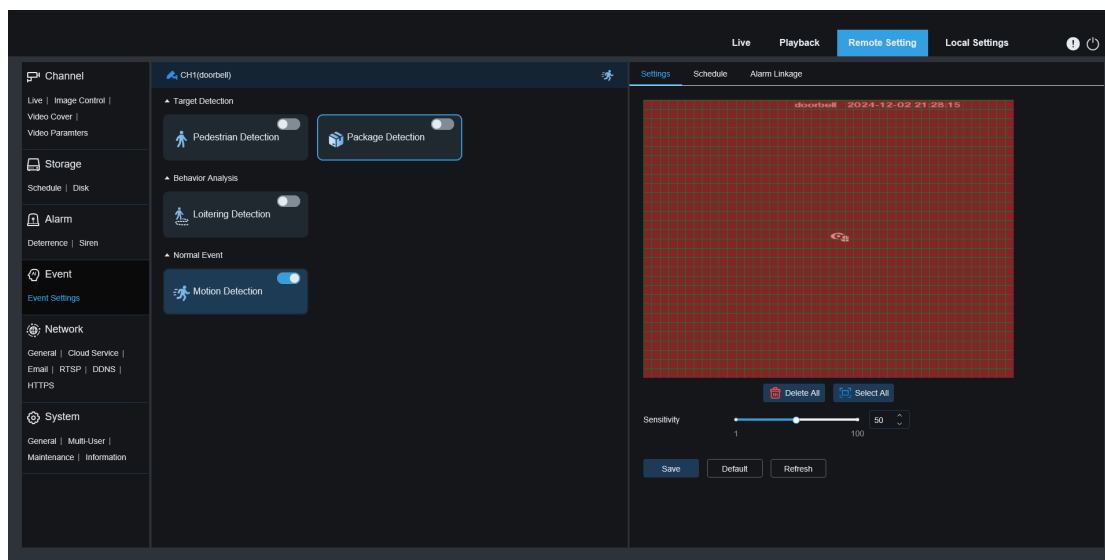 Live Playback Remote Setting Local Settings
Channel
Live | Image Control |
Video Cover |
Video Paramters
Storage
Schedule | Disk
Alarm
Deterrence | Siren
Event
Event Settings
Network
General | Cloud Service |
Email | RTSP | DDNS |
HTTPS
System
General | Multi-User |
Maintenance | Information
CH1(doorbell)
Target Detection
Pedestrian Detection
Package Detection
Behavior Analysis
Loitering Detection
Normal Event
Motion Detection
Settings Schedule Alarm Linkage
doorbell 2024-12-02 21:28:15
Delete All Select All
Sensitivity
50
1 100
Save Default Refresh